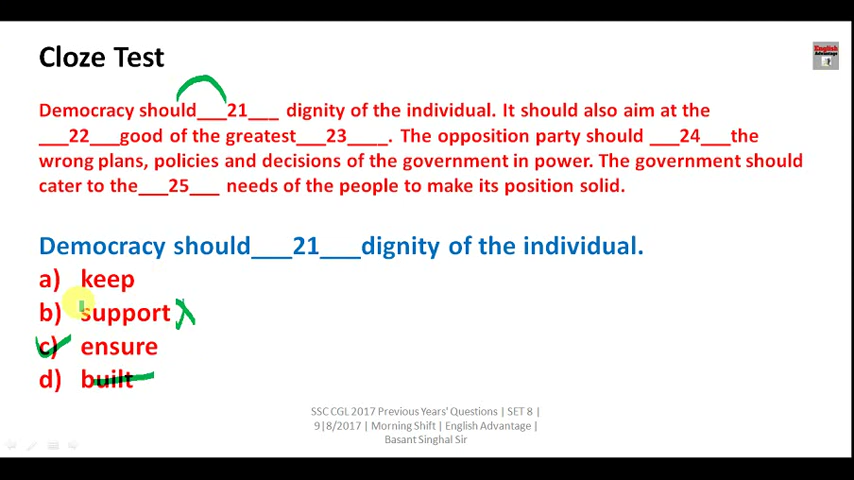 Cloze Test
English
Advantage
Democracy should___21___ dignity of the individual. It should also aim at the
___22___good of the greatest___23____. The opposition party should ___24___the
wrong plans, policies and decisions of the government in power. The government should
cater to the___25___ needs of the people to make its position solid.
Democracy should___21___dignity of the individual.
a) keep
b) support
c) ensure
d) built
SSC CGL 2017 Previous Years' Questions | SET 8 |
9|8/2017 | Morning Shift | English Advantage |
Basant Singhal Sir